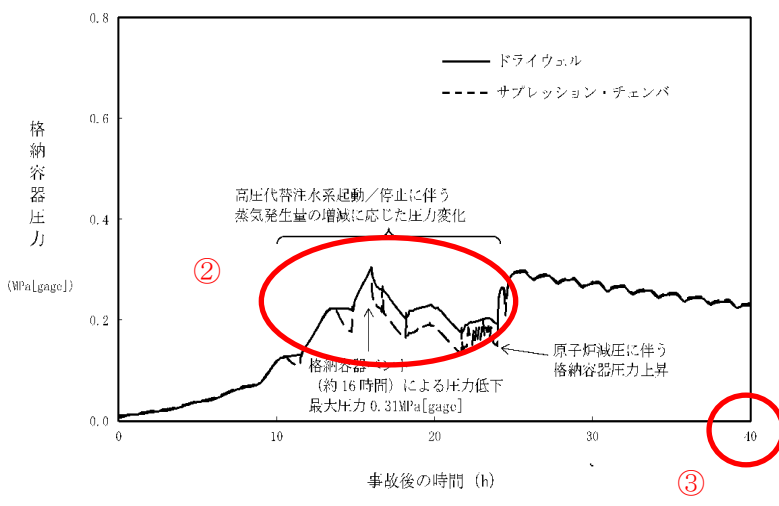 0.8
0.6
0.4
0.2
0.0
格納容器圧力
(MPa[gage])
ドライウェル
サプレッション・チェンバ
高圧代替注水系起動／停止に伴う
蒸気発生量の増減に応じた圧力変化
②
格納容器ベント
（約16時間）による圧力低下
最大圧力 0.31MPa[gage]
原子炉減圧に伴う
格納容器圧力上昇
0 10 20 30 40
事故後の時間 (h)
③